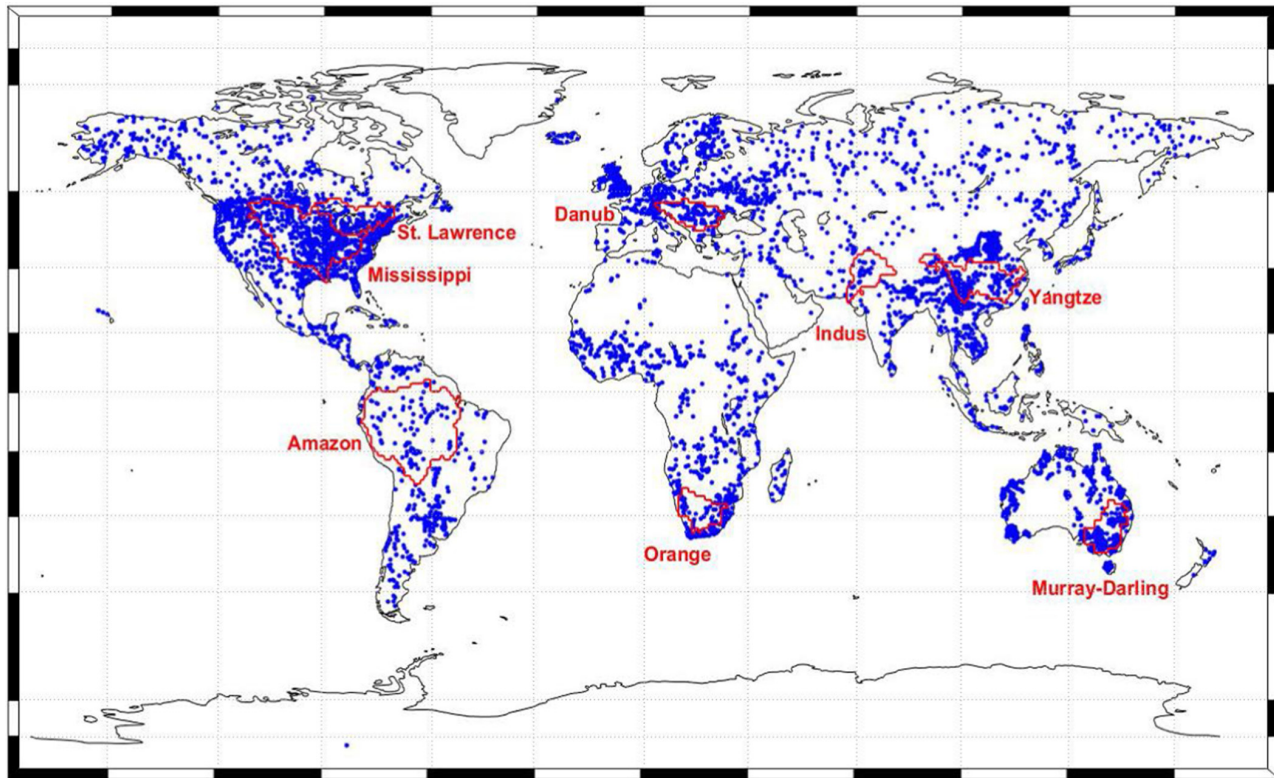 Danub
St. Lawrence
Mississippi
Yangtze
Indus
Amazon
Orange
Murray-Darling